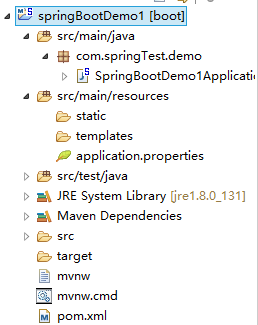 springBootDemo1 [boot]
src/main/java
com.springTest.demo
SpringBootDemo1Applicatio
src/main/resources
static
templates
application.properties
src/test/java
JRE System Library [jre1.8.0_131]
Maven Dependencies
src
target
mvnw
mvnw.cmd
pom.xml